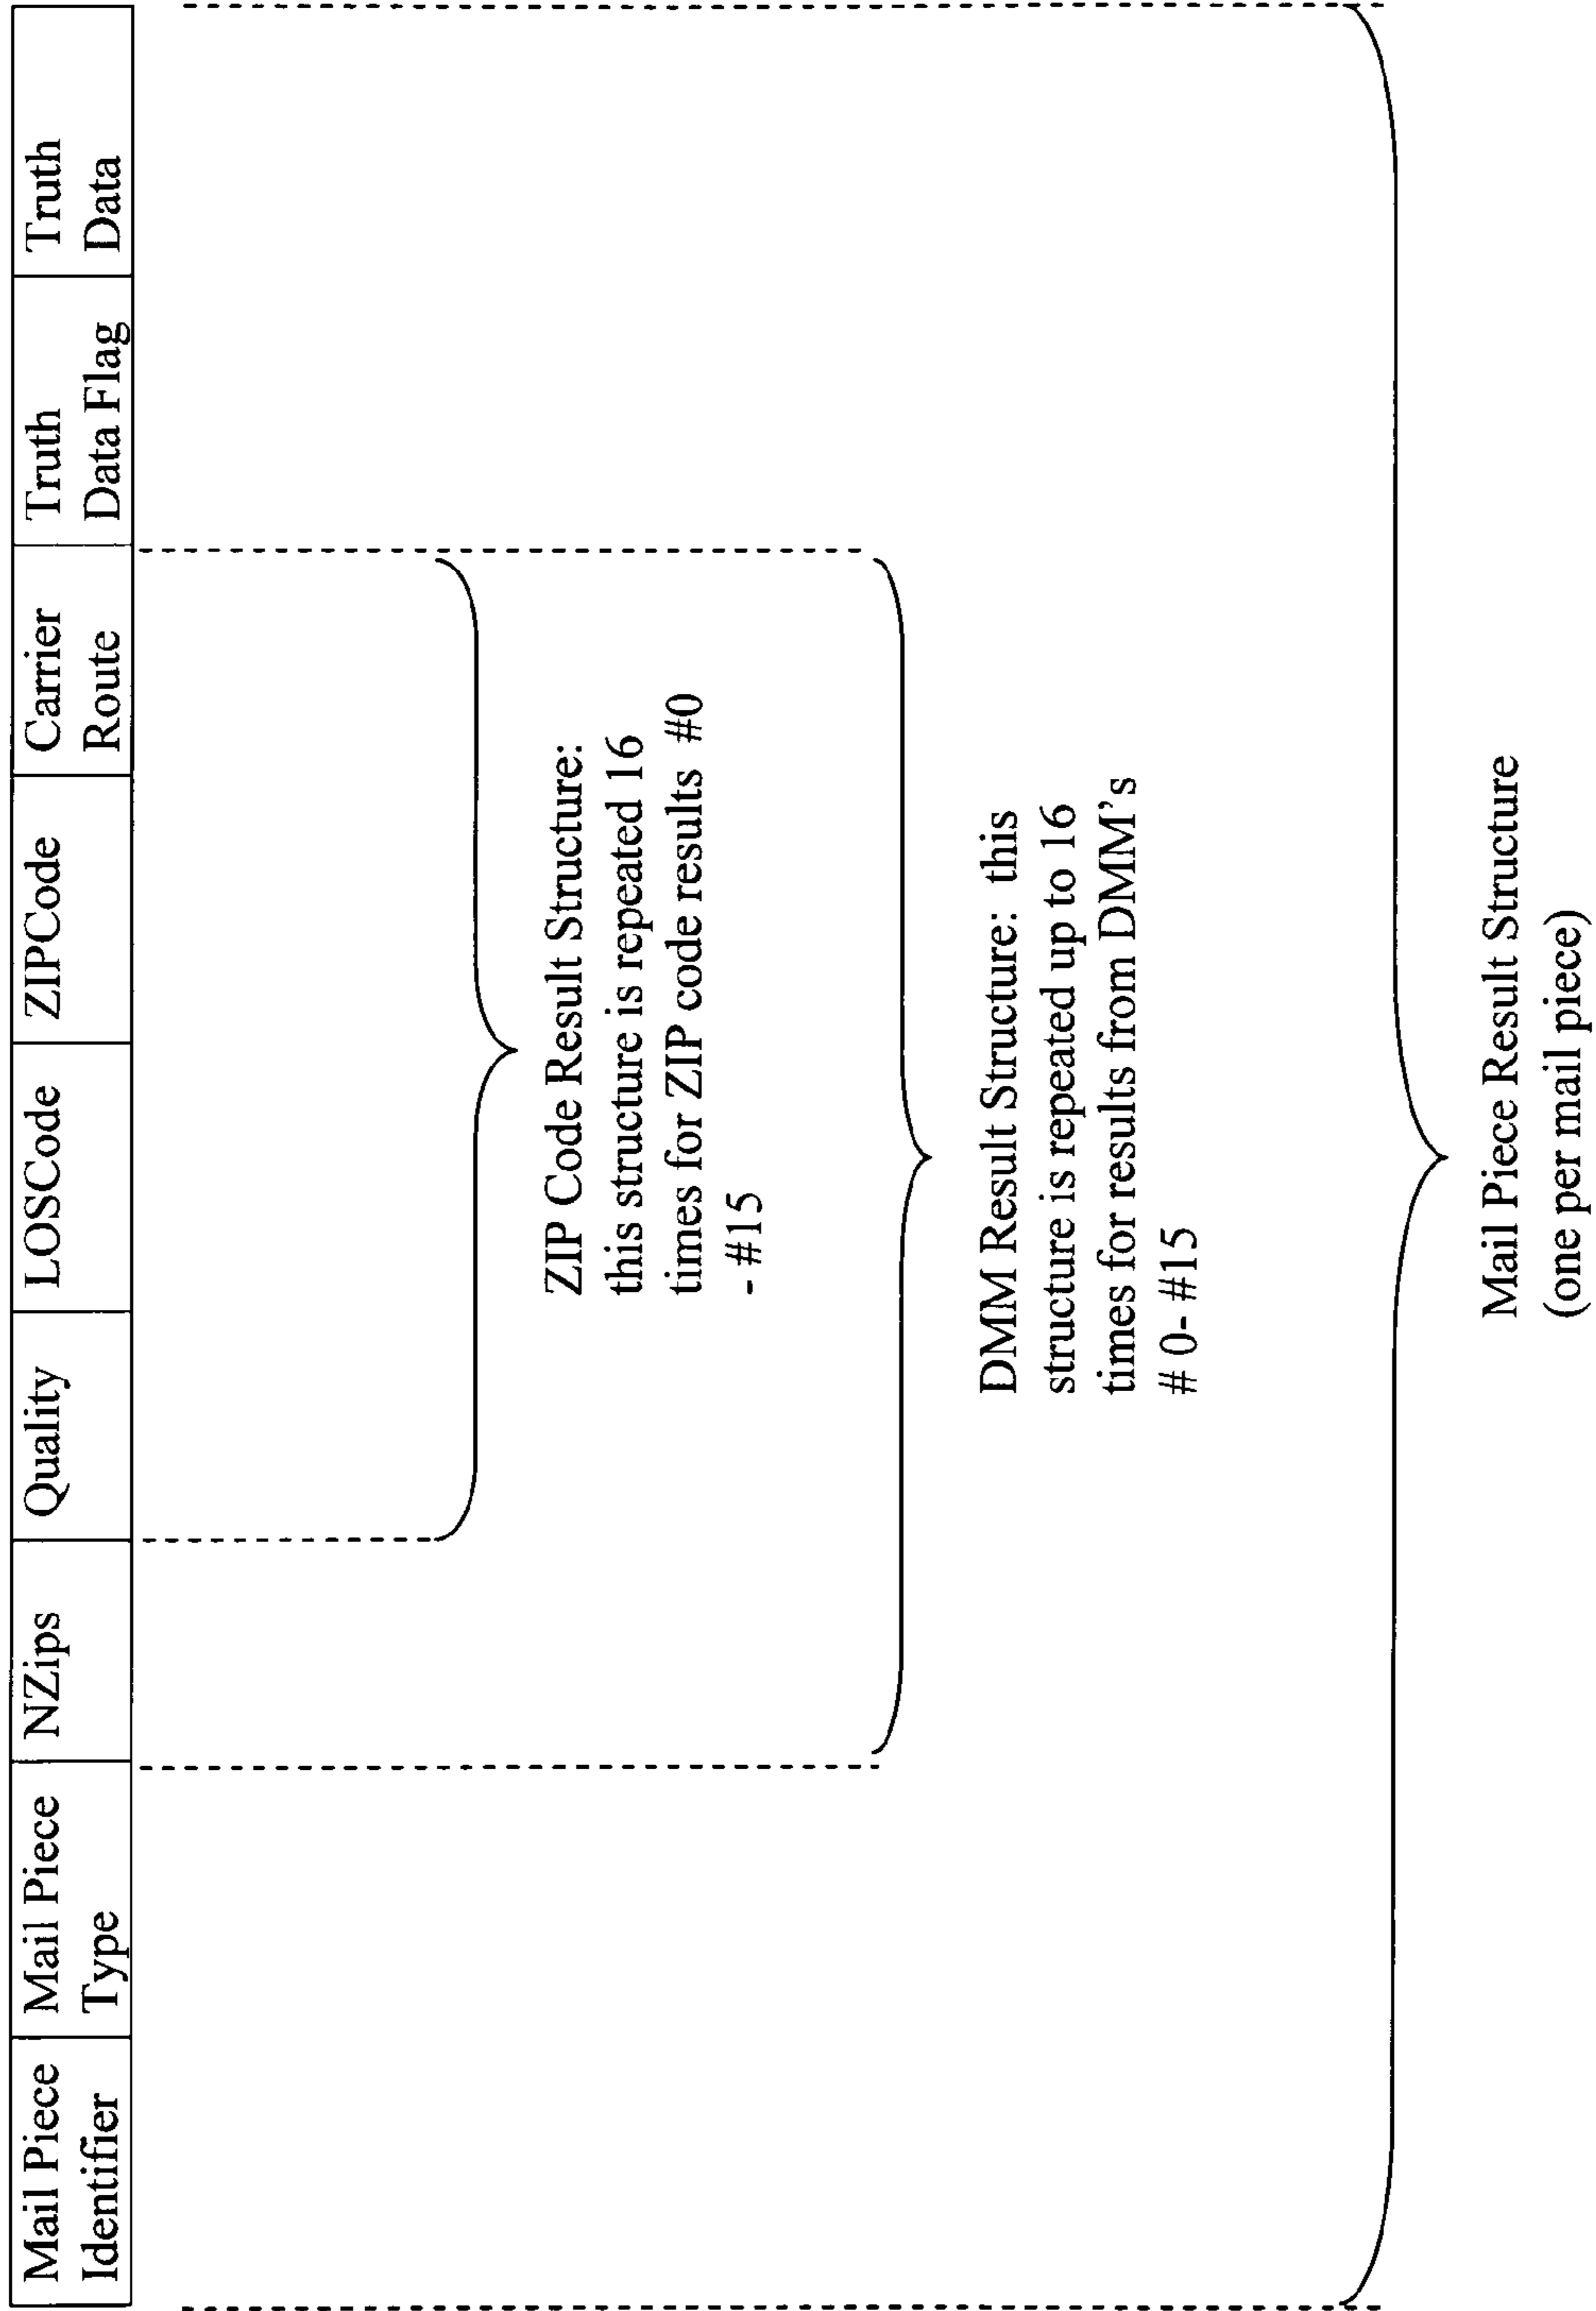 Mail Piece
Identifier
Mail Piece
Type
NZips
Quality
LOSCode
ZIPCode
Carrier
Route
Truth
Data Flag
Truth
Data
ZIP Code Result Structure:
this structure is repeated 16
times for ZIP code results #0
- #15
DMM Result Structure: this
structure is repeated up to 16
times for results from DMM's
# 0- #15
Mail Piece Result Structure
(one per mail piece)